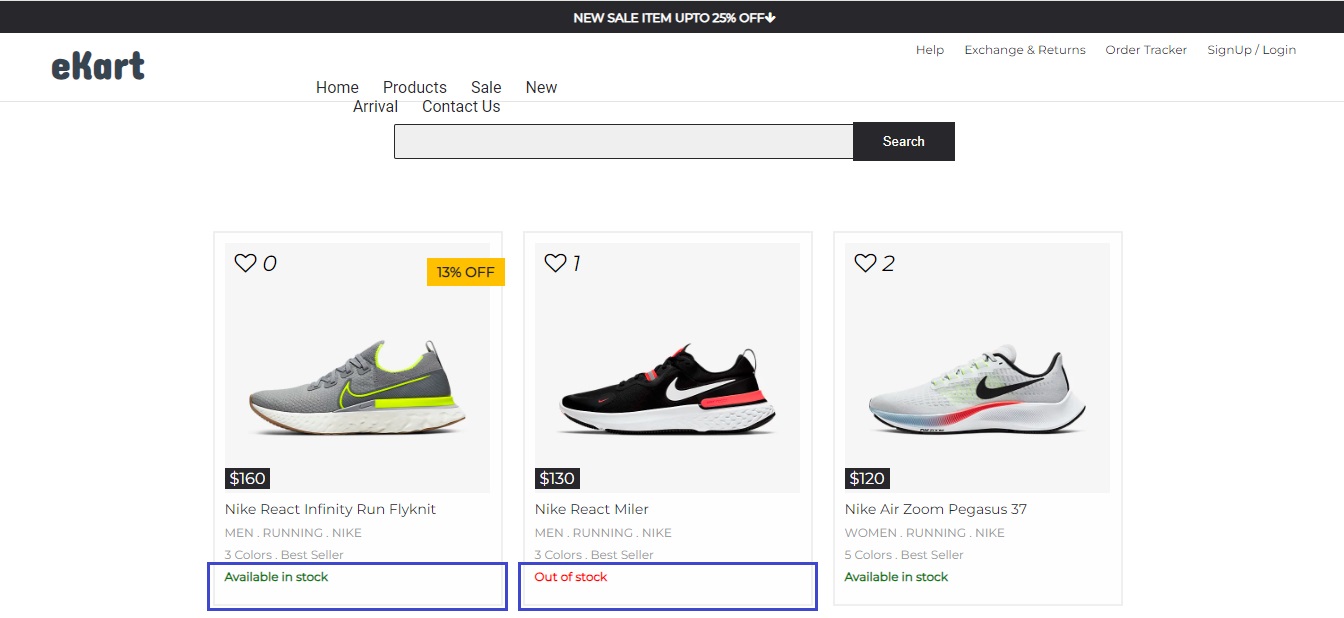 NEW SALE ITEM UPTO 25% OFF
eKart
Help Exchange & Returns Order Tracker SignUp / Login
Home Products Sale New
Arrival Contact Us
Search
0
13% OFF
$160
Nike React Infinity Run Flyknit
MEN . RUNNING . NIKE
3 Colors . Best Seller
Available in stock
1
$130
Nike React Miler
MEN . RUNNING . NIKE
3 Colors . Best Seller
Out of stock
2
$120
Nike Air Zoom Pegasus 37
WOMEN . RUNNING . NIKE
5 Colors . Best Seller
Available in stock